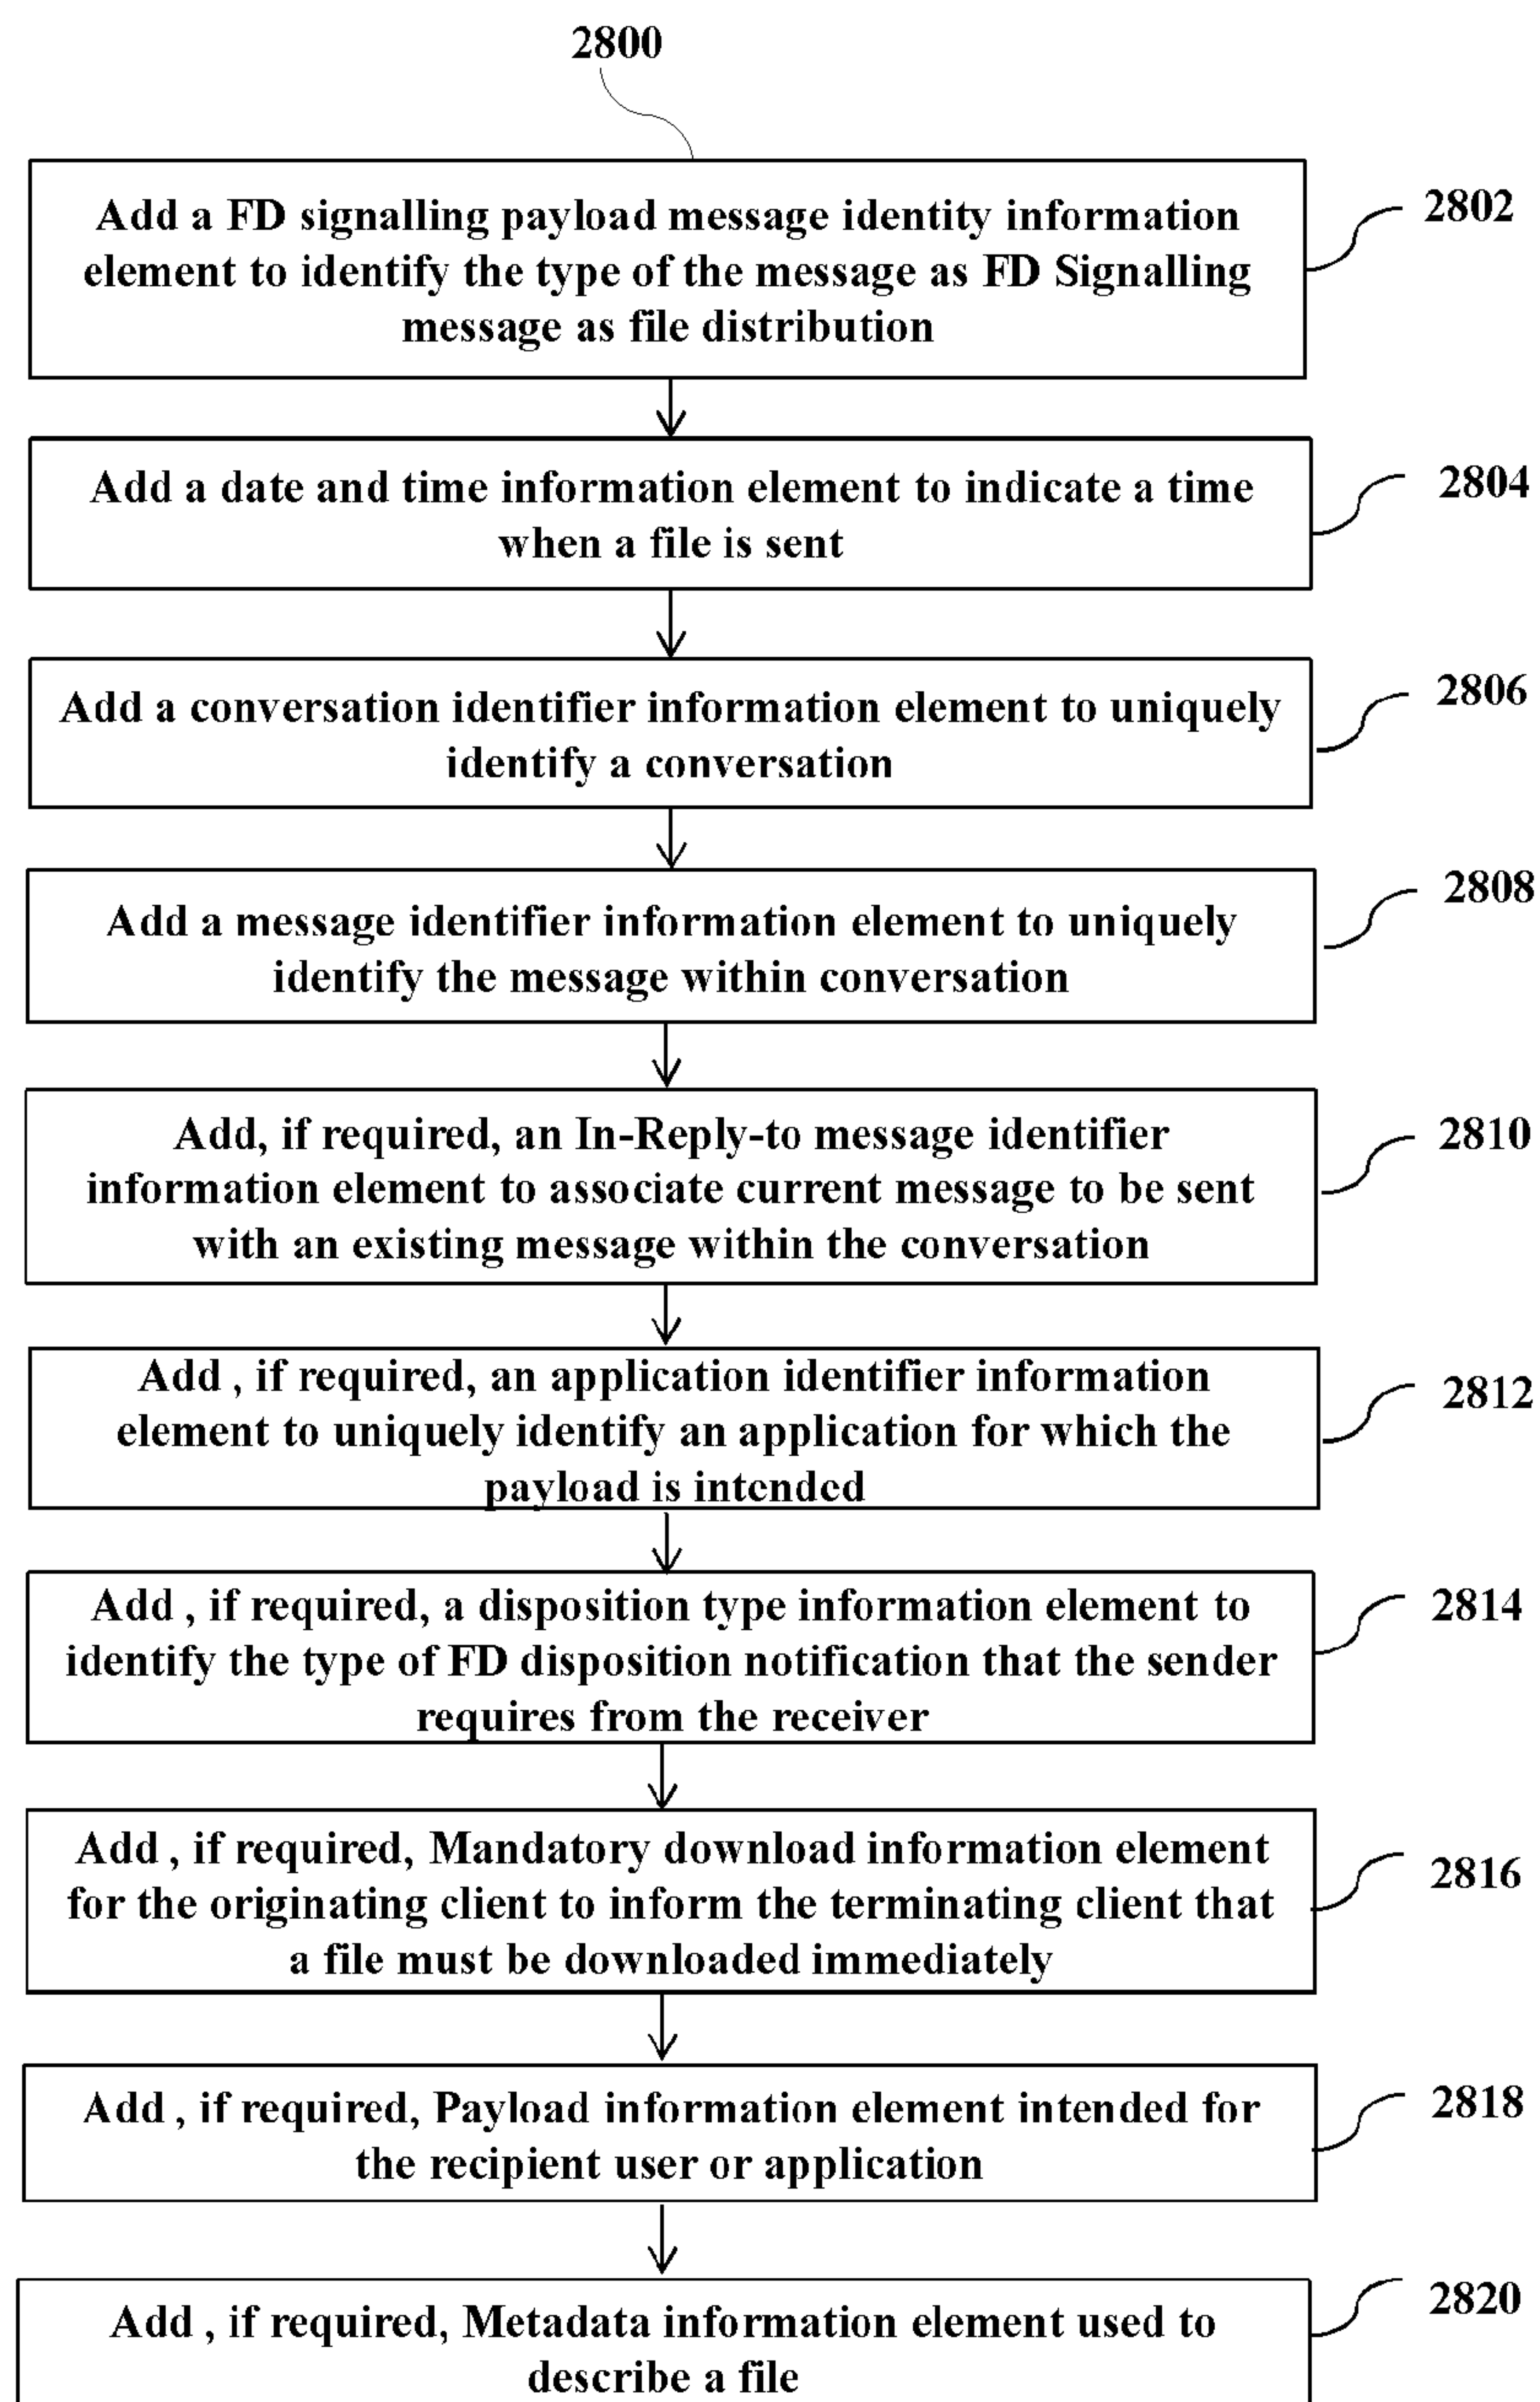 2800
Add a FD signalling payload message identity information
element to identify the type of the message as FD Signalling
message as file distribution
2802
Add a date and time information element to indicate a time
when a file is sent
2804
Add a conversation identifier information element to uniquely
identify a conversation
2806
Add a message identifier information element to uniquely
identify the message within conversation
2808
Add, if required, an In-Reply-to message identifier
information element to associate current message to be sent
with an existing message within the conversation
2810
Add , if required, an application identifier information
element to uniquely identify an application for which the
payload is intended
2812
Add , if required, a disposition type information element to
identify the type of FD disposition notification that the sender
requires from the receiver
2814
Add , if required, Mandatory download information element
for the originating client to inform the terminating client that
a file must be downloaded immediately
2816
Add , if required, Payload information element intended for
the recipient user or application
2818
Add , if required, Metadata information element used to
describe a file
2820